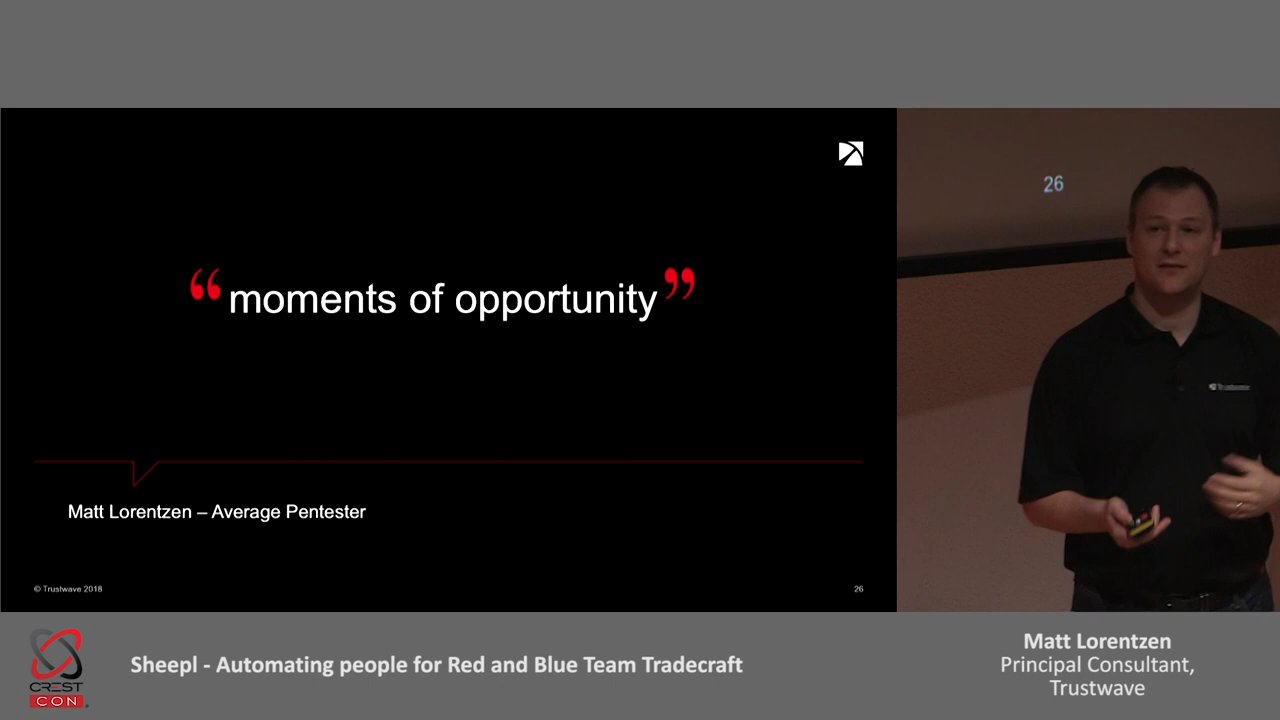 “ moments of opportunity ”
Matt Lorentzen – Average Pentester
© Trustwave 2018
26
26
Trustwave
CREST
CON
Sheepl - Automating people for Red and Blue Team Tradecraft
Matt Lorentzen
Principal Consultant,
Trustwave